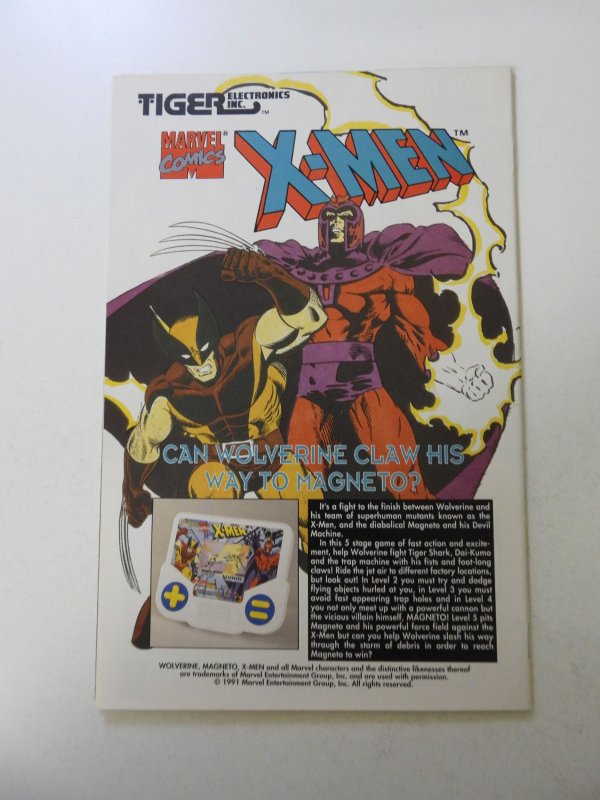 TIGER ELECTRONICS INC.™
MARVEL® COMICS
X-MEN™
CAN WOLVERINE CLAW HIS
WAY TO MAGNETO?
X-MEN
It's a fight to the finish between Wolverine and
his team of superhuman mutants known as the
X-Men, and the diabolical Magneto and his Devil
Machine.
In this 5 stage game of fast action and excite-
ment, help Wolverine fight Tiger Shark, Dai-Kumo
and the trap machine with his fists and foot-long
claws! Ride the jet air to different factory locations,
but look out! In Level 2 you must try and dodge
flying objects hurled at you, in Level 3 you must
avoid fast appearing trap holes and in Level 4
you not only meet up with a powerful cannon but
the vicious villain himself, MAGNETO! Level 5 pits
Magneto and his powerful force field against the
X-Men but can you help Wolverine slash his way
through the storm of debris in order to reach
Magneto to win?
WOLVERINE, MAGNETO, X-MEN and all Marvel characters and the distinctive likenesses thereof
are trademarks of Marvel Entertainment Group, Inc. and are used with permission.
© 1991 Marvel Entertainment Group, Inc. All rights reserved.